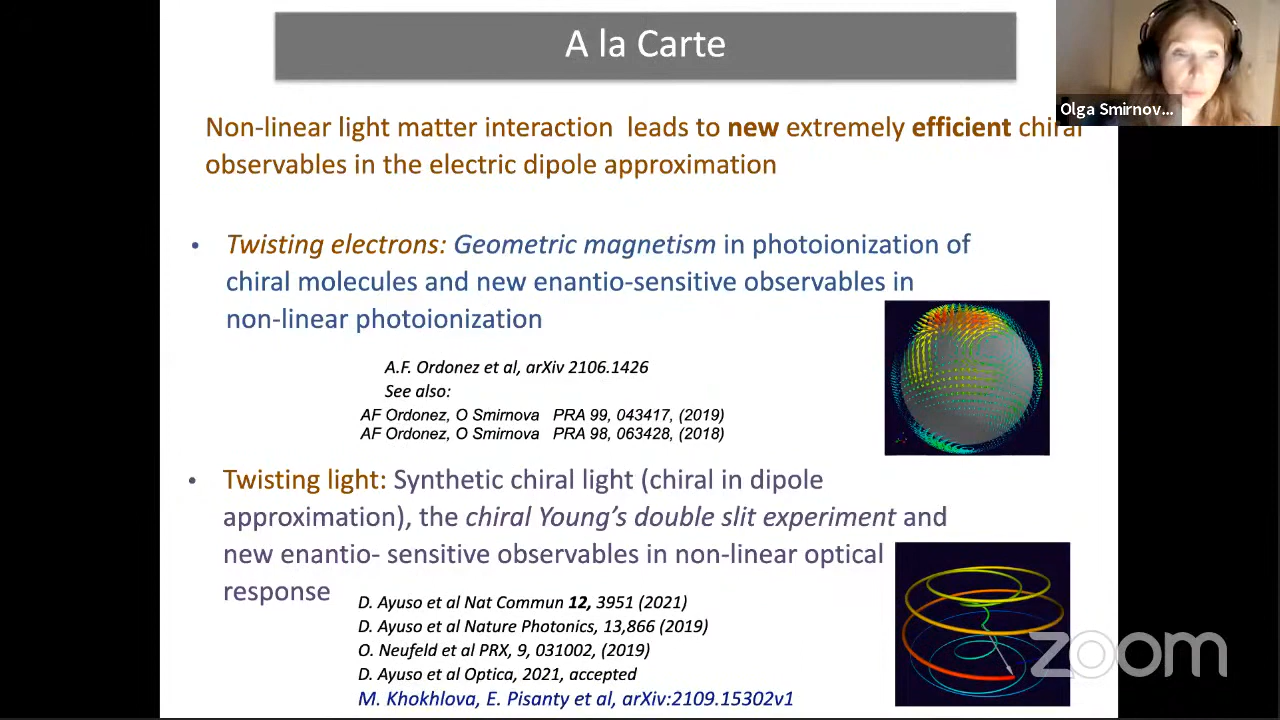 A la Carte
Olga Smirnov...
Non-linear light matter interaction leads to new extremely efficient chiral
observables in the electric dipole approximation
• Twisting electrons: Geometric magnetism in photoionization of
chiral molecules and new enantio-sensitive observables in
non-linear photoionization
A.F. Ordonez et al, arXiv 2106.1426
See also:
AF Ordonez, O Smirnova PRA 99, 043417, (2019)
AF Ordonez, O Smirnova PRA 98, 063428, (2018)
• Twisting light: Synthetic chiral light (chiral in dipole
approximation), the chiral Young's double slit experiment and
new enantio- sensitive observables in non-linear optical
response
D. Ayuso et al Nat Commun 12, 3951 (2021)
D. Ayuso et al Nature Photonics, 13,866 (2019)
O. Neufeld et al PRX, 9, 031002, (2019)
D. Ayuso et al Optica, 2021, accepted
M. Khokhlova, E. Pisanty et al, arXiv:2109.15302v1
zoom